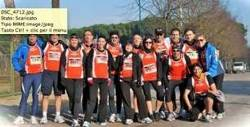 DSC_4712.jpg
Stato: Scaricato
Tipo MIME: image/jpeg
Tasto Ctrl + clic per il menu